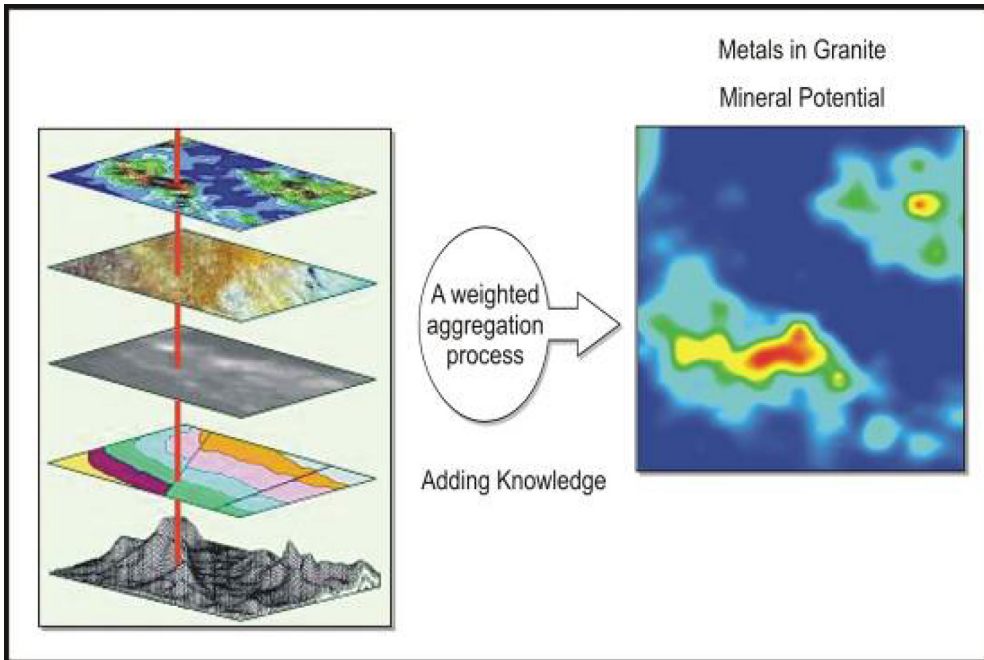 Metals in Granite
Mineral Potential
A weighted
aggregation
process
Adding Knowledge